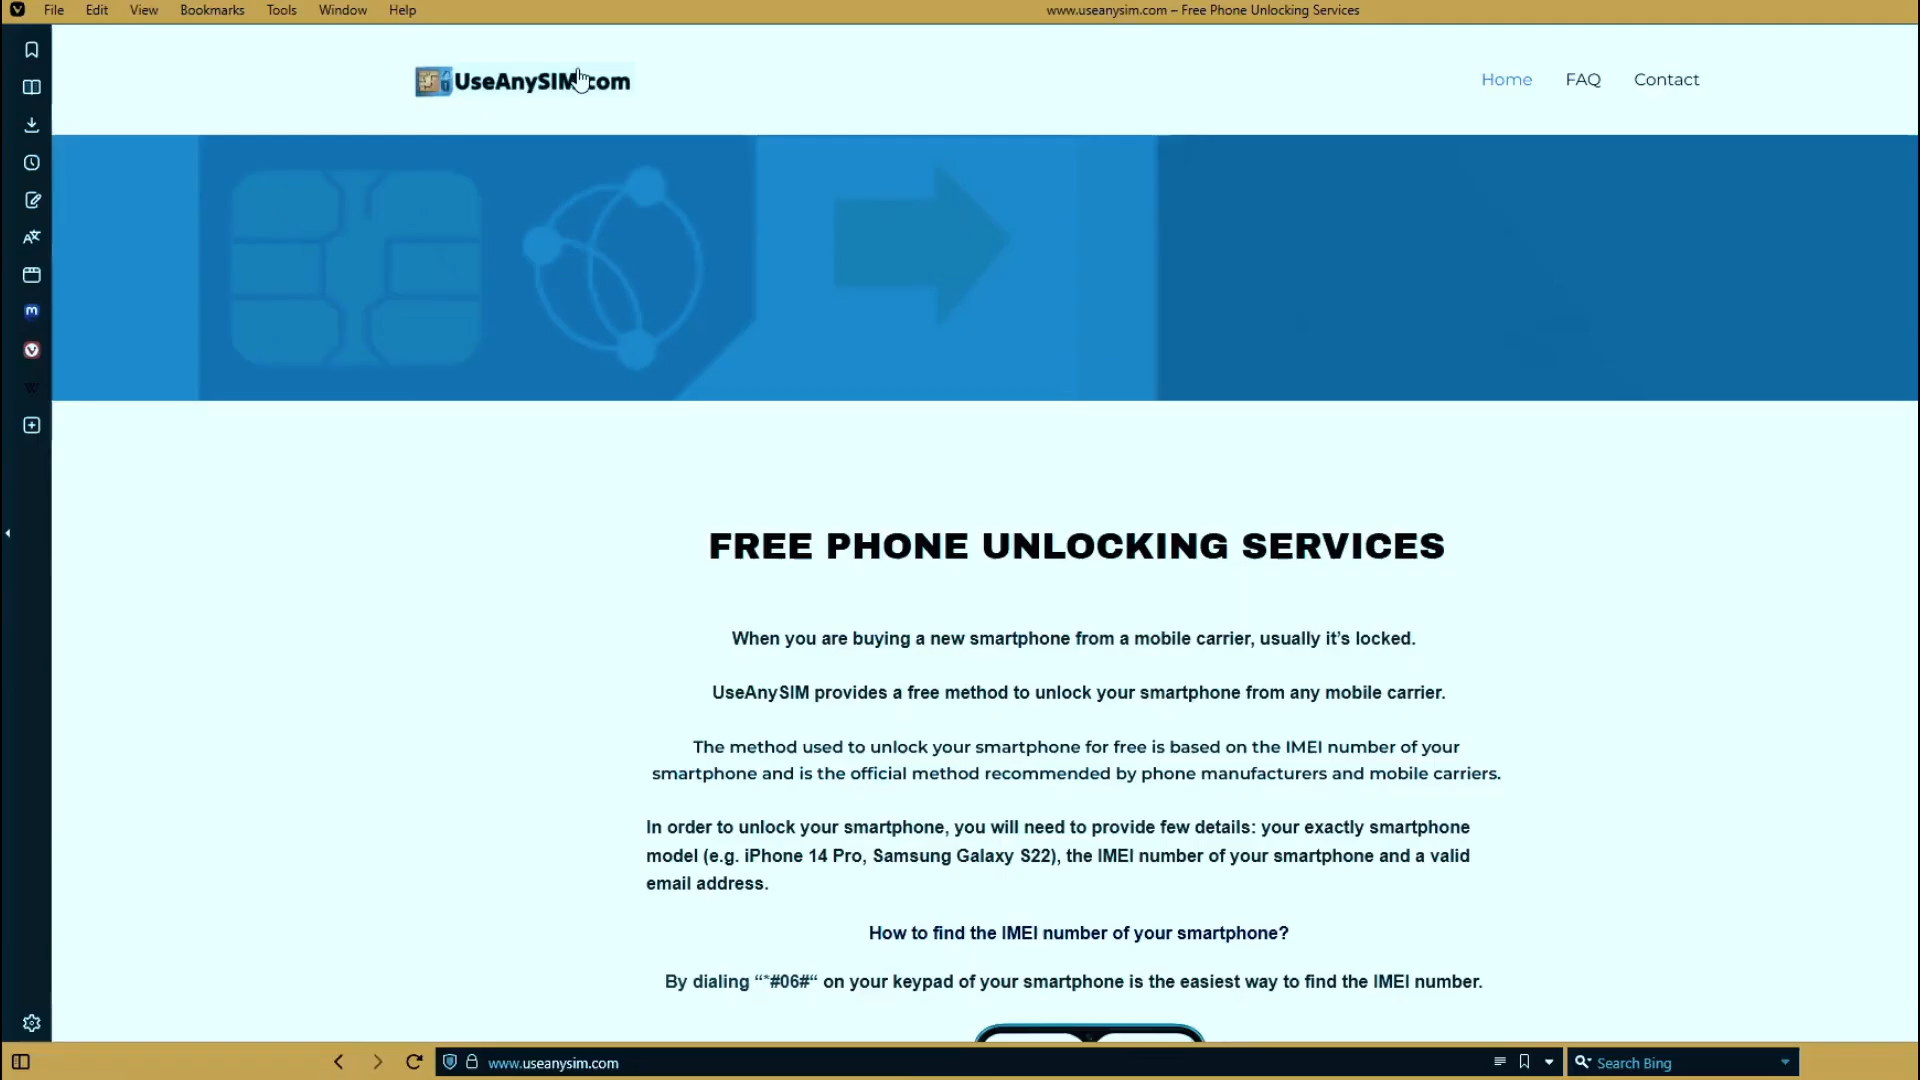 File Edit View Bookmarks Tools Window Help
www.useanysim.com – Free Phone Unlocking Services
UseAnySIM.com
Home FAQ Contact
FREE PHONE UNLOCKING SERVICES
When you are buying a new smartphone from a mobile carrier, usually it’s locked.
UseAnySIM provides a free method to unlock your smartphone from any mobile carrier.
The method used to unlock your smartphone for free is based on the IMEI number of your
smartphone and is the official method recommended by phone manufacturers and mobile carriers.
In order to unlock your smartphone, you will need to provide few details: your exactly smartphone
model (e.g. iPhone 14 Pro, Samsung Galaxy S22), the IMEI number of your smartphone and a valid
email address.
How to find the IMEI number of your smartphone?
By dialing “*#06#“ on your keypad of your smartphone is the easiest way to find the IMEI number.
www.useanysim.com
Search Bing